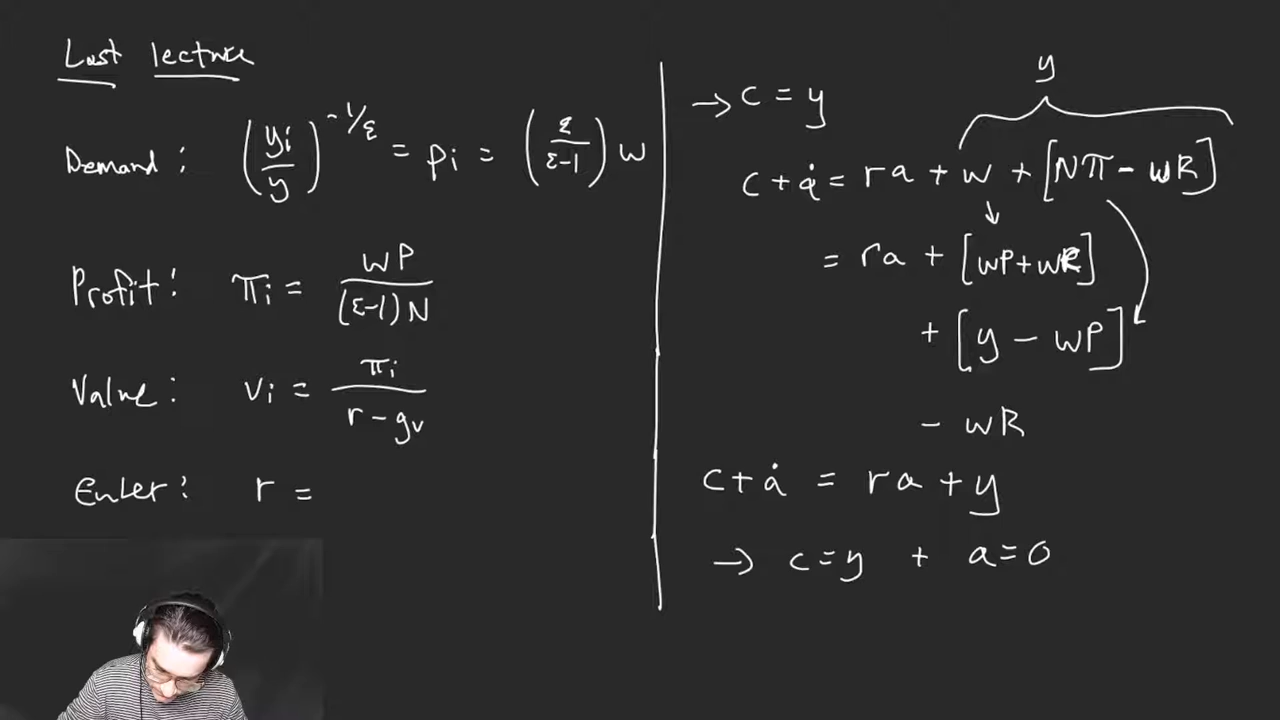 Last lecture
Demand: (yi/y)^(-1/ε) = pi = (ε/(ε-1)) w
Profit: πi = wP/((ε-1)N)
Value: vi = πi/(r - gv)
Euler: r =
→ c = y
y
c + ȧ = ra + w + [Nπ - wR]
= ra + [wP + wR]
+ [y - wP]
- wR
c + ȧ = ra + y
→ c = y + a = 0